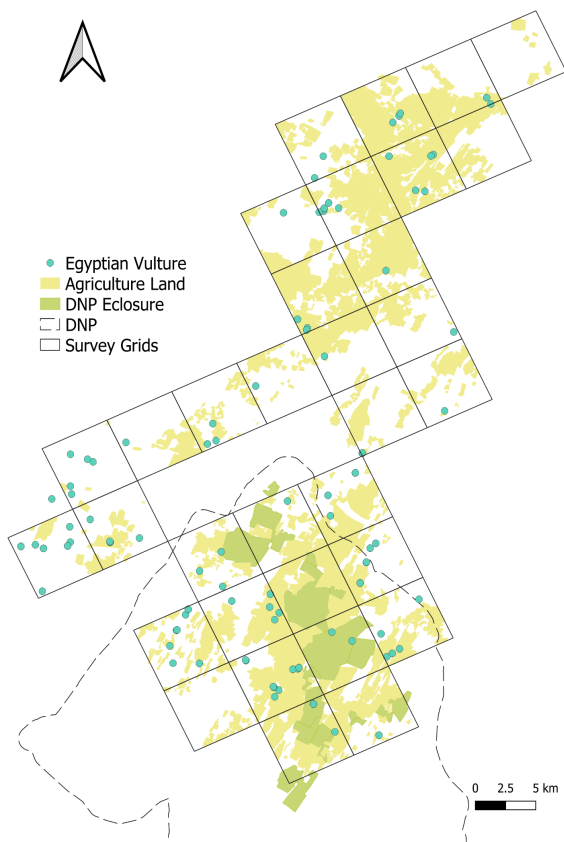 Egyptian Vulture
Agriculture Land
DNP Eclosure
DNP
Survey Grids
0 2.5 5 km